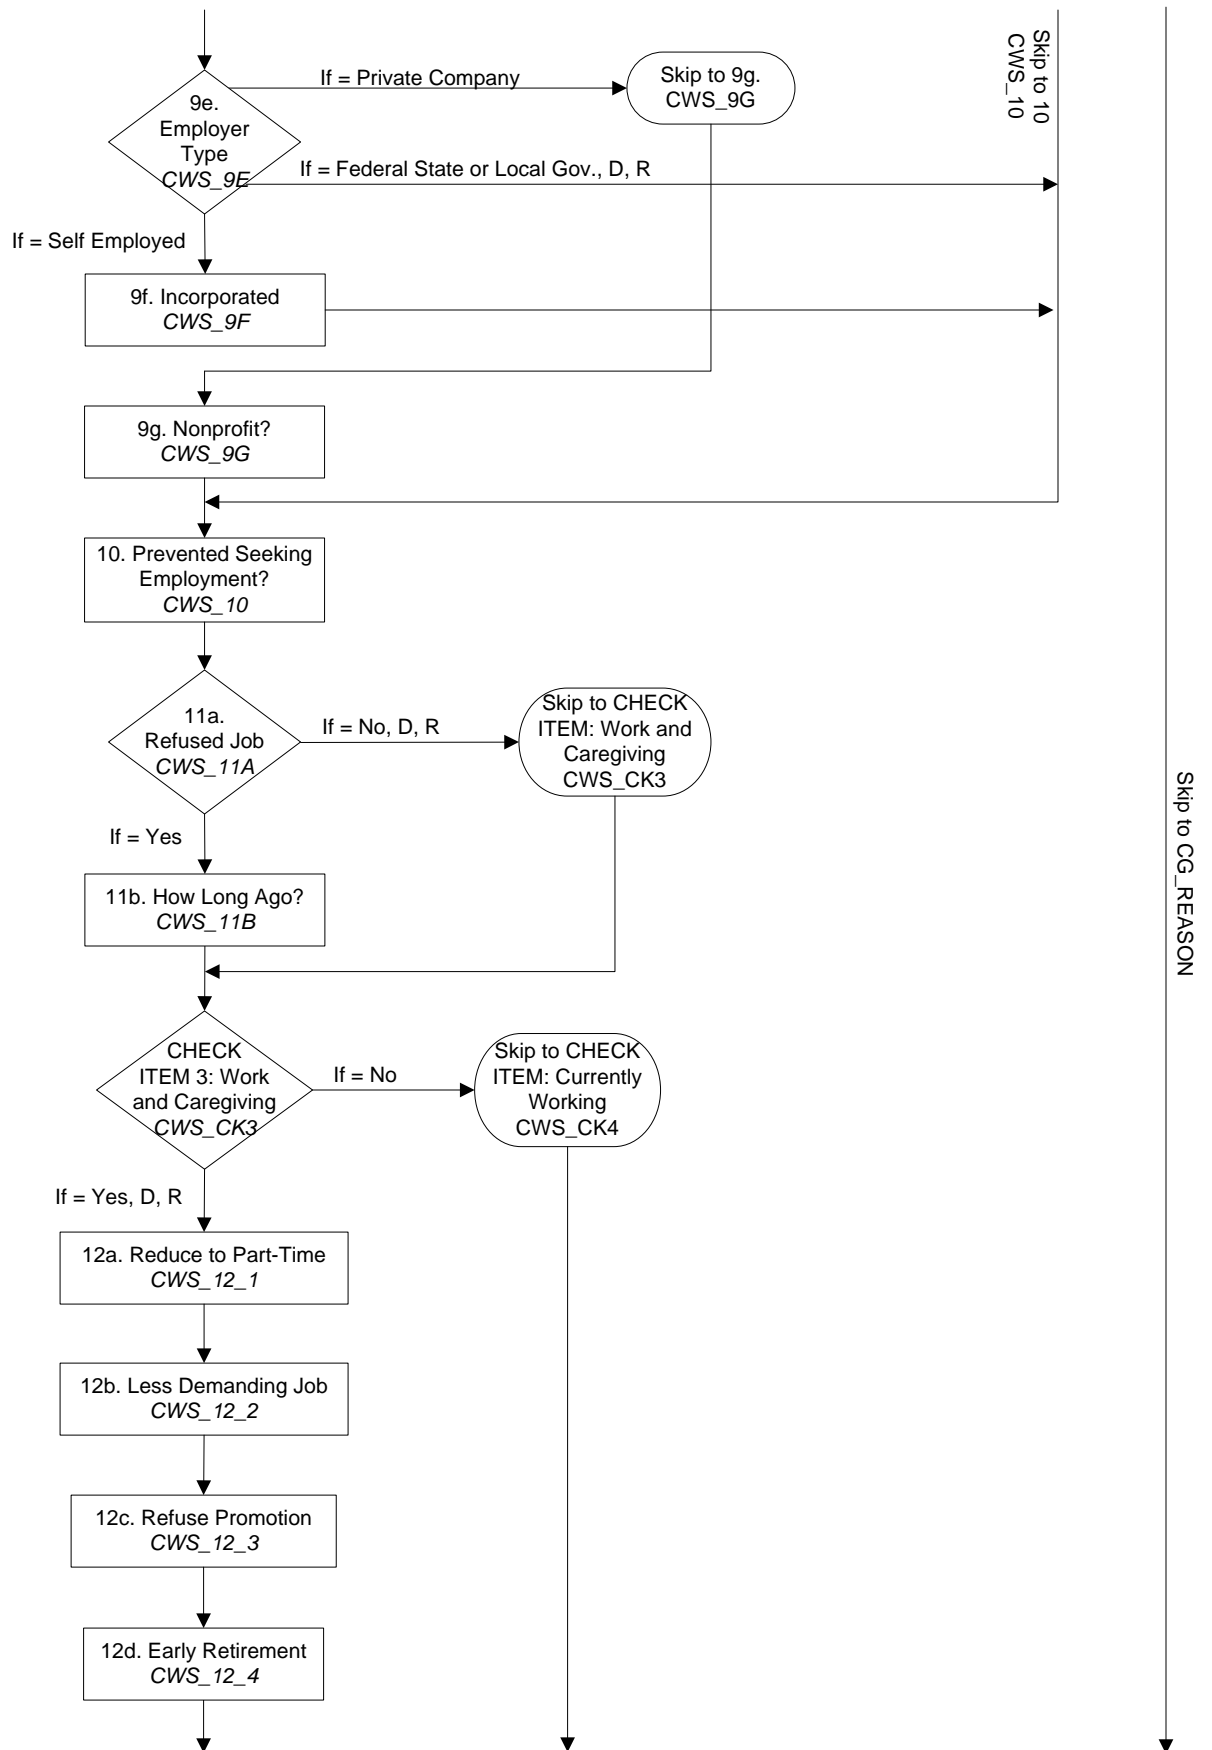 Skip to 10
CWS_10
If = Private Company
Skip to 9g.
CWS_9G
9e.
Employer
Type
CWS_9E
If = Federal State or Local Gov., D, R
If = Self Employed
9f. Incorporated
CWS_9F
9g. Nonprofit?
CWS_9G
10. Prevented Seeking
Employment?
CWS_10
11a.
Refused Job
CWS_11A
If = No, D, R
Skip to CHECK
ITEM: Work and
Caregiving
CWS_CK3
If = Yes
11b. How Long Ago?
CWS_11B
Skip to CG_REASON
CHECK
ITEM 3: Work
and Caregiving
CWS_CK3
If = No
Skip to CHECK
ITEM: Currently
Working
CWS_CK4
If = Yes, D, R
12a. Reduce to Part-Time
CWS_12_1
12b. Less Demanding Job
CWS_12_2
12c. Refuse Promotion
CWS_12_3
12d. Early Retirement
CWS_12_4